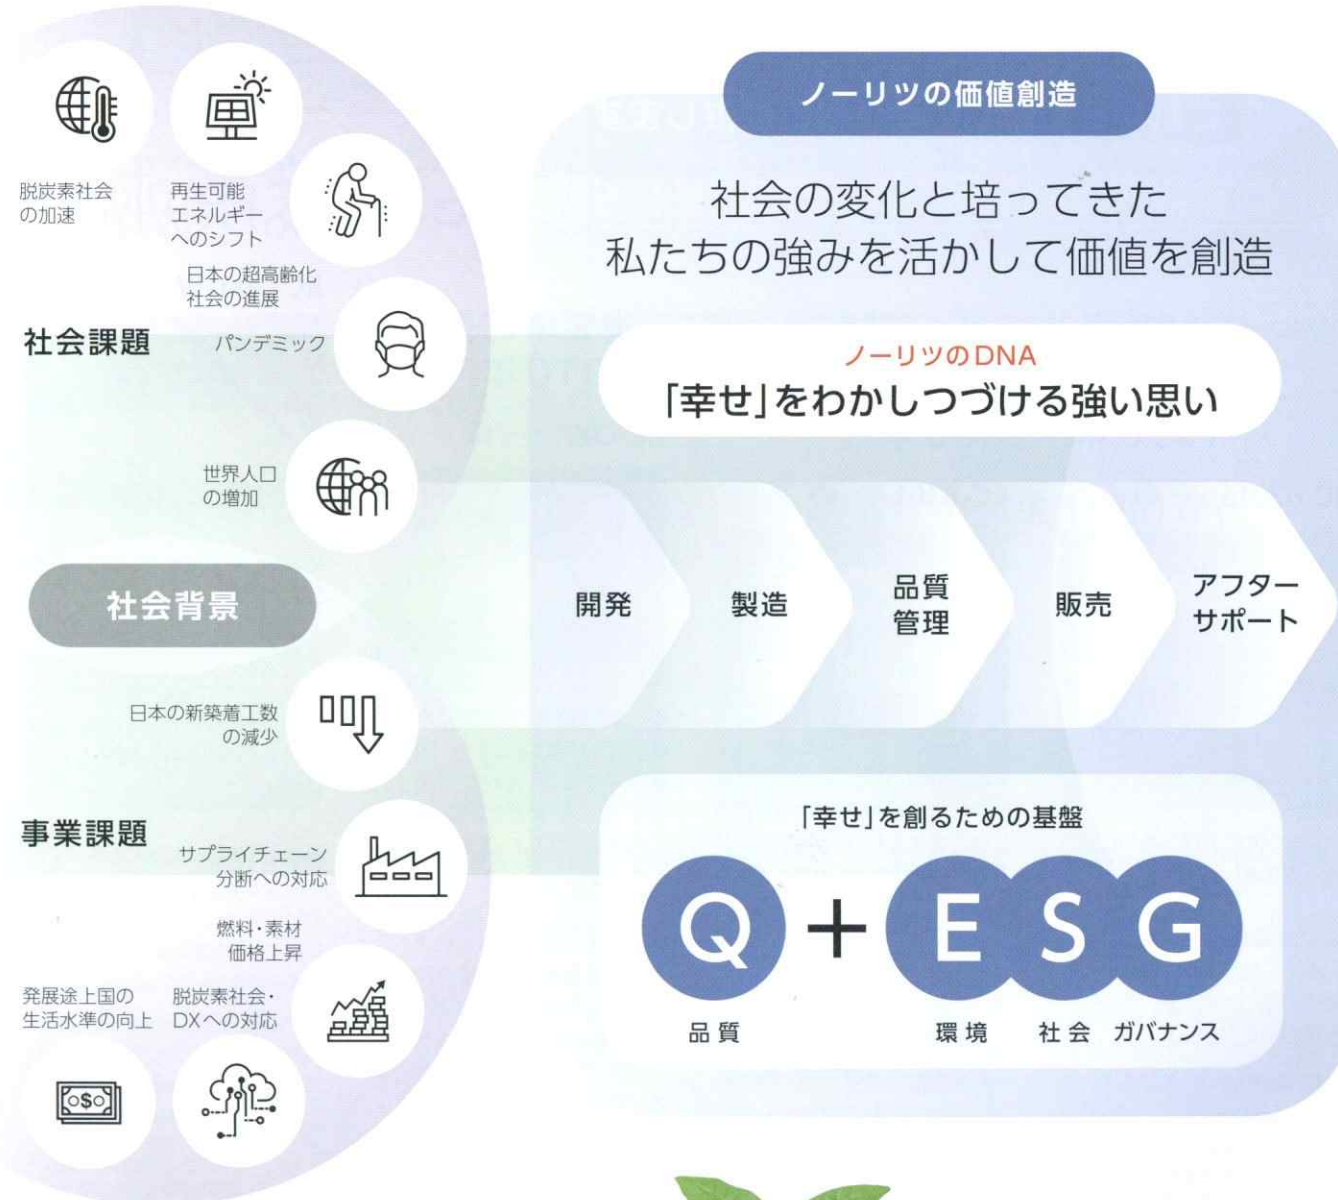 脱炭素社会
の加速
再生可能
エネルギー
へのシフト
日本の超高齢化
社会の進展
社会課題
パンデミック
世界人口
の増加
社会背景
日本の新築着工数
の減少
事業課題
サプライチェーン
分断への対応
燃料・素材
価格上昇
発展途上国の
生活水準の向上
脱炭素社会・
DXへの対応
ノーリツの価値創造
社会の変化と培ってきた
私たちの強みを活かして価値を創造
ノーリツのDNA
「幸せ」をわかしつづける強い思い
開発
製造
品質
管理
販売
アフター
サポート
「幸せ」を創るための基盤
Q + E S G
品質 環境 社会 ガバナンス